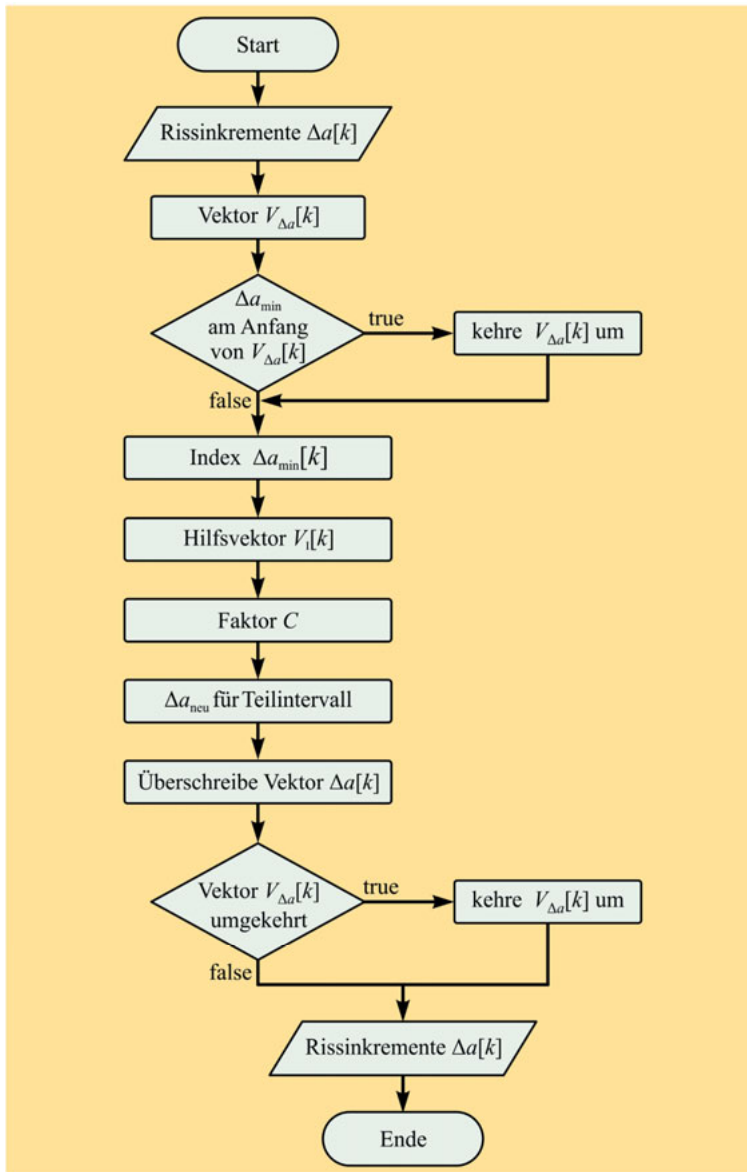 Start
Rissinkremente Δa[k]
Vektor V_Δa[k]
Δa_min
am Anfang
von V_Δa[k]
true
kehre V_Δa[k] um
false
Index Δa_min[k]
Hilfsvektor V_1[k]
Faktor C
Δa_neu für Teilintervall
Überschreibe Vektor Δa[k]
Vektor V_Δa[k]
umgekehrt
true
kehre V_Δa[k] um
false
Rissinkremente Δa[k]
Ende